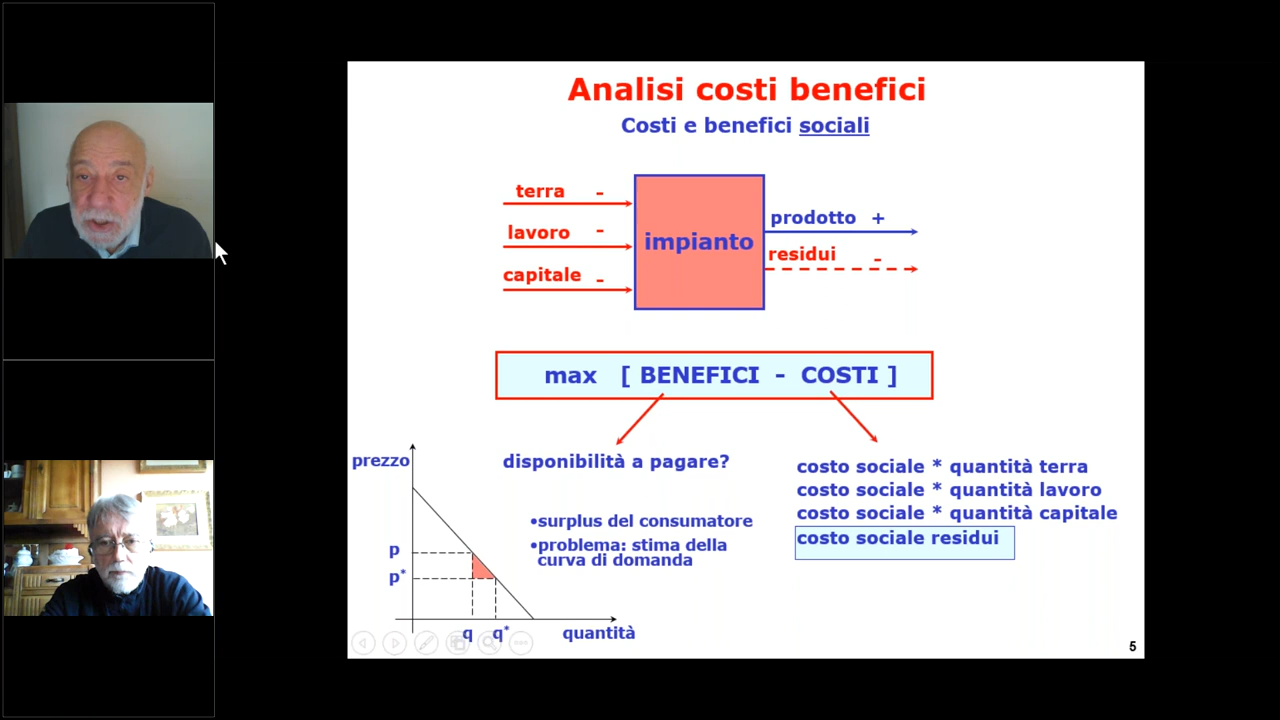 Analisi costi benefici
Costi e benefici sociali
terra -
lavoro -
capitale -
impianto
prodotto +
residui -
max [ BENEFICI - COSTI ]
prezzo
p
p*
q q*
quantità
disponibilità a pagare?
•surplus del consumatore
•problema: stima della
curva di domanda
costo sociale * quantità terra
costo sociale * quantità lavoro
costo sociale * quantità capitale
costo sociale residui
5